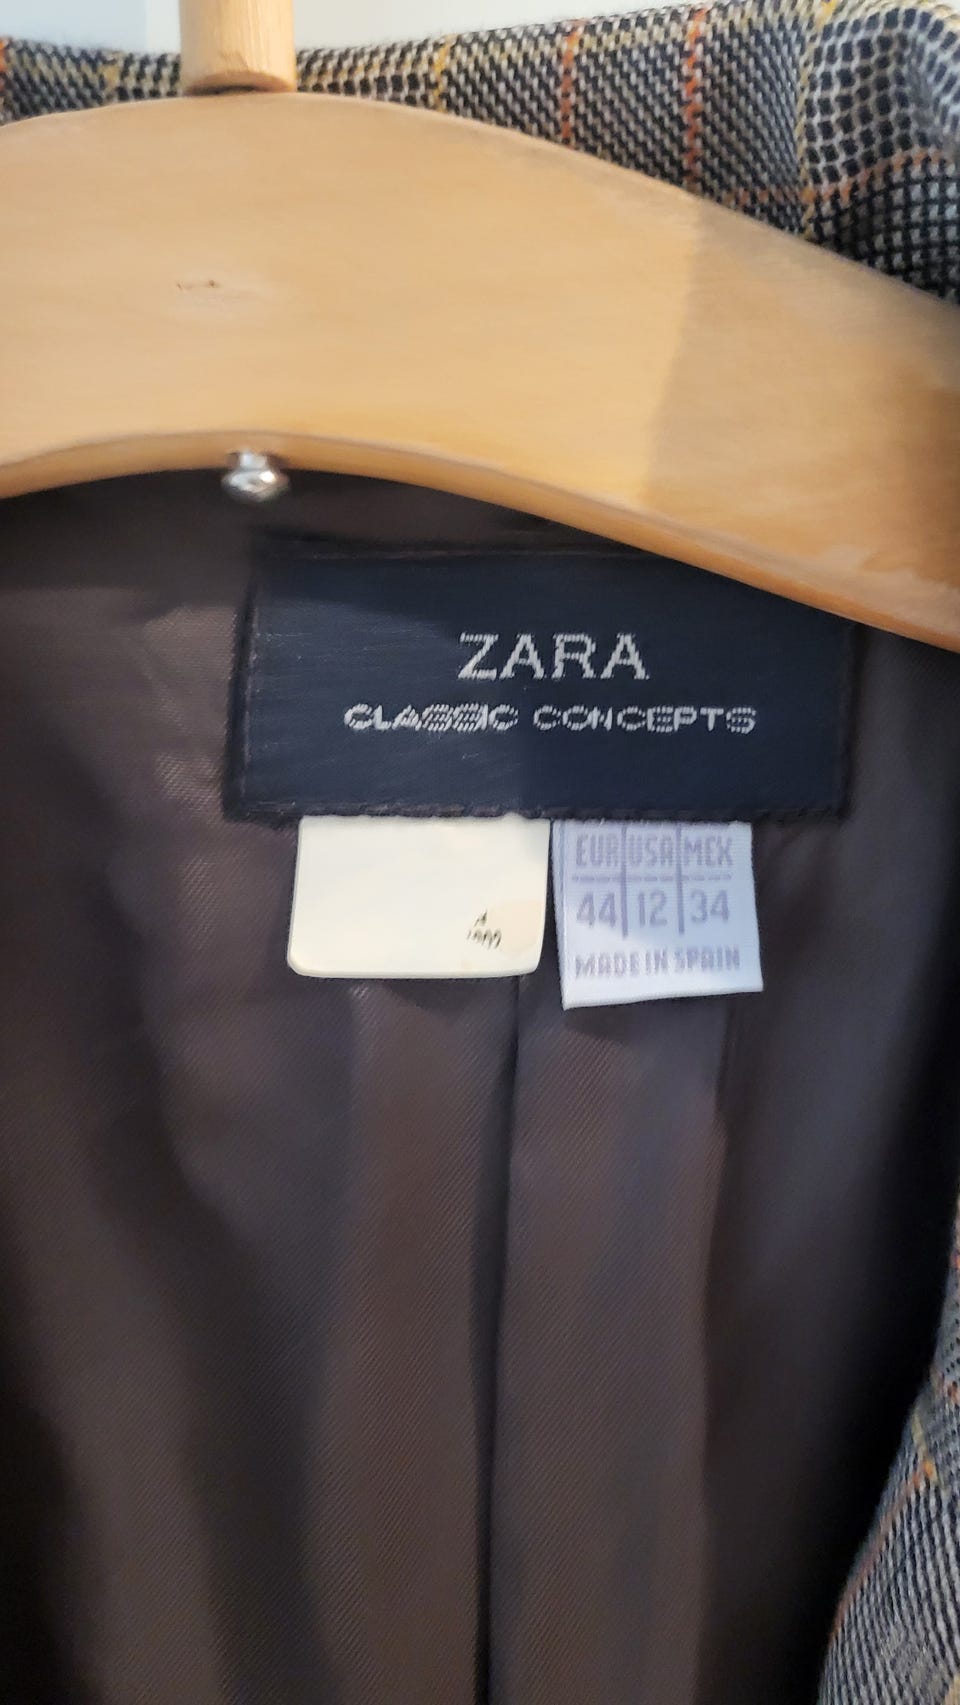 ZARA
CLASSIC CONCEPTS
EUR USA MEX
44 12 34
MADE IN SPAIN